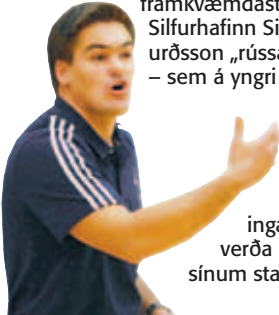 framkvæmdast
Silfurhafinn Si
urðsson „rússa
– sem á yngri
inga
verða
sínum sta